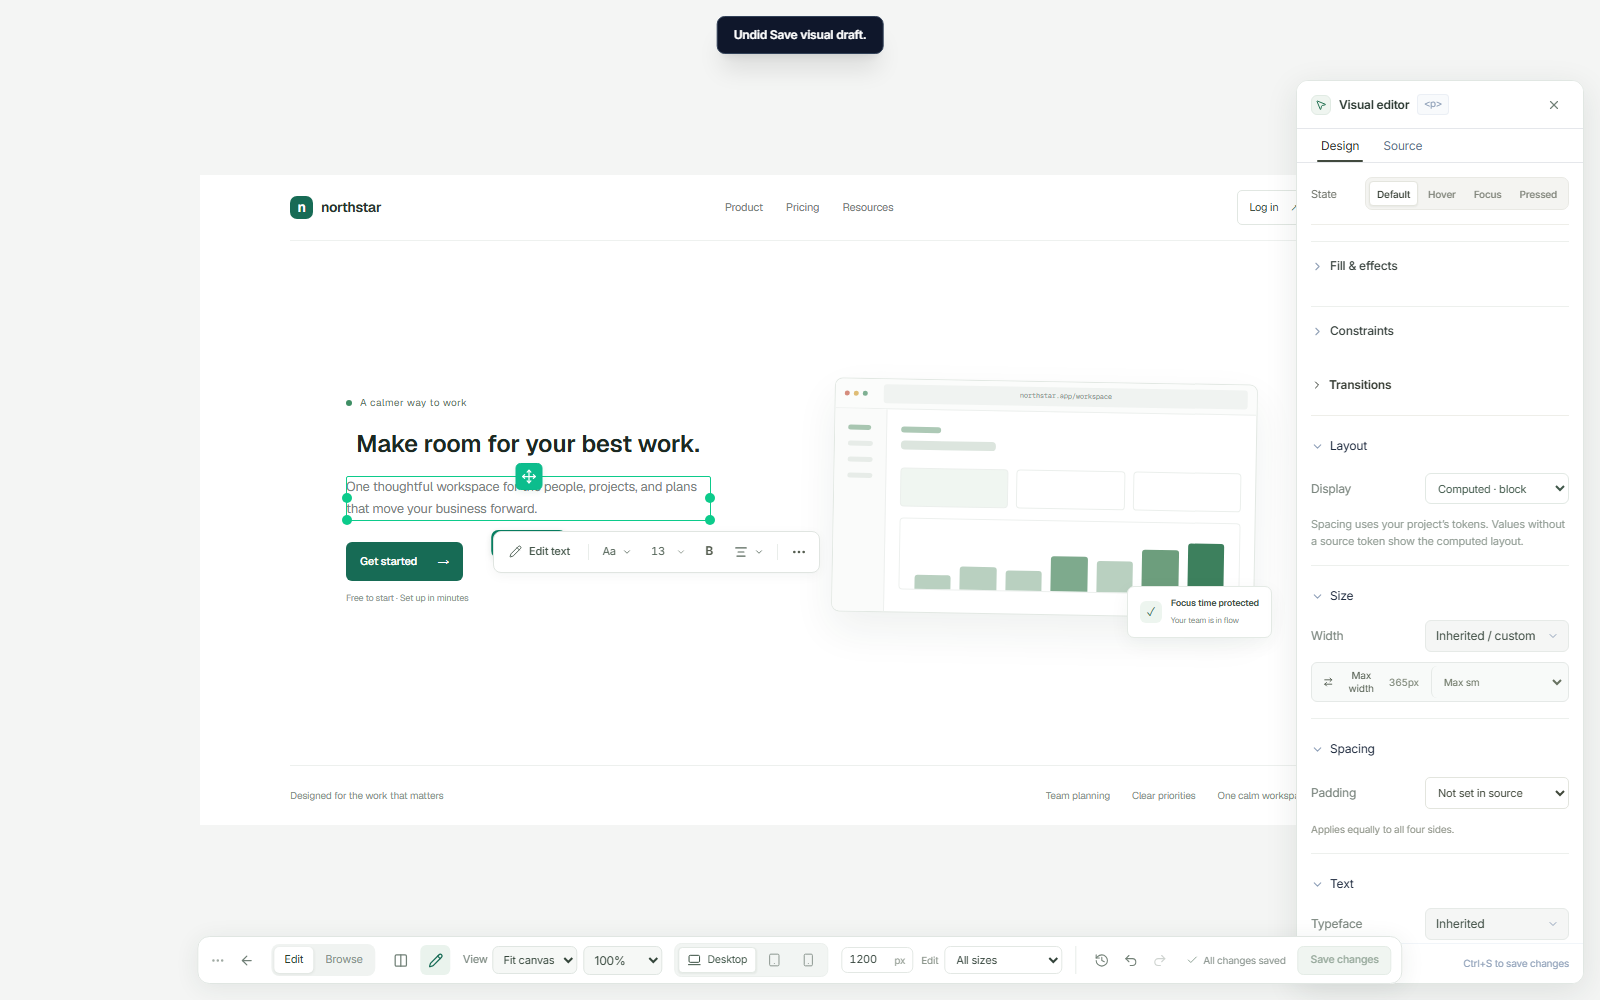 Undid Save visual draft.
Visual editor <p>
Design Source
State Default Hover Focus Pressed
Fill & effects
Constraints
Transitions
Layout
Display Computed · block
Spacing uses your project's tokens. Values without
a source token show the computed layout.
Size
Width Inherited / custom
Max width 365px Max sm
Spacing
Padding Not set in source
Applies equally to all four sides.
Text
Typeface Inherited
Ctrl+S to save changes
n northstar
Product Pricing Resources
Log in
A calmer way to work
Make room for your best work.
One thoughtful workspace for people, projects, and plans
that move your business forward.
Get started →
Edit text Aa 13 B
Free to start · Set up in minutes
northstar.app/workspace
Focus time protected
Your team is in flow
Designed for the work that matters
Team planning Clear priorities One calm workspa
Edit Browse View Fit canvas 100% Desktop 1200 px Edit All sizes All changes saved Save changes